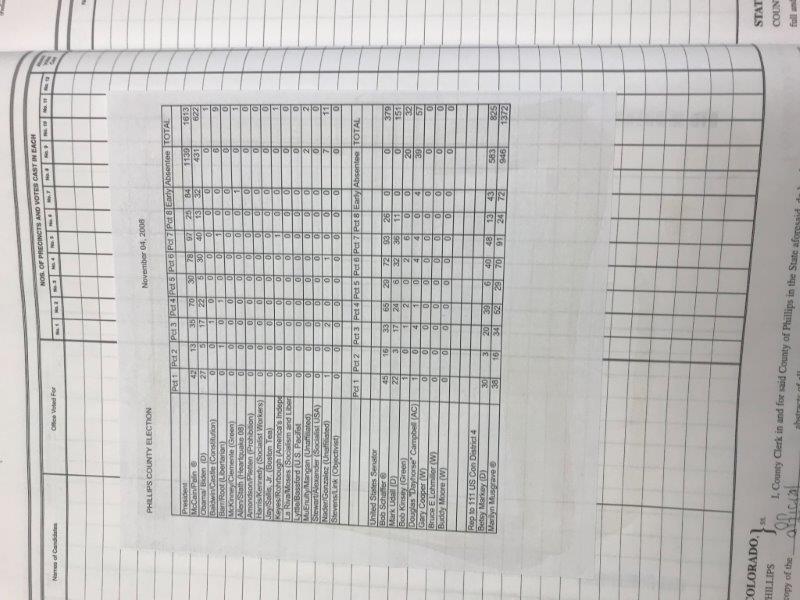 NOS. OF PRECINCTS AND VOTES CAST IN EACH
Names of Candidates Office Voted For No. 1 No. 2 No. 3 No. 4 No. 5 No. 6 No. 7 No. 8 No. 9 No. 10 No. 11 No. 12
PHILLIPS COUNTY ELECTION November 04, 2008
Pct 1 Pct 2 Pct 3 Pct 4 Pct 5 Pct 6 Pct 7 Pct 8 Early Absentee TOTAL
President
McCain/Palin ® 42 13 35 70 30 78 97 25 84 1139 1613
Obama/ Biden (D) 27 5 17 22 5 30 40 13 32 431 622
Baldwin/Castle (Constitution) 0 0 1 0 0 0 0 0 0 0 1
Barr/Root (Libertarian) 0 1 0 1 0 0 1 0 0 6 9
McKinney/Clemente (Green) 0 0 0 0 0 0 0 0 0 0 0
Allen/Stath (Heartquake 08) 0 0 0 0 0 0 0 0 1 0 1
Amondson/Pletten (Prohibition) 0 0 0 0 0 0 0 0 0 0 0
Harris/Kennedy (Socialist Workers) 0 0 0 0 0 0 0 0 0 0 0
Jay/Sallis, Jr. (Boston Tea) 0 0 0 0 0 0 0 0 0 0 0
Keyes/Rohrbough (America's Indepe 0 0 0 0 0 0 1 0 0 0 1
La Riva/Moses (Socialism and Liber 0 0 0 0 0 0 0 0 0 0 0
Lyttle/Bassford (U.S. Pacifist 0 0 0 0 0 0 0 0 0 0 0
McEnulty/Mangan (Unaffiliated) 0 0 0 0 0 0 0 0 0 2 2
Stewart/Alexander (Socialist USA) 0 0 0 0 0 0 0 0 0 0 0
Nader/Gonzalez (Unaffiliated) 1 0 2 0 0 1 0 0 0 7 11
Stevens/Link (Objectivist) 0 0 0 0 0 0 0 0 0 0 0
Pct 1 Pct 2 Pct 3 Pct 4 Pct 5 Pct 6 Pct 7 Pct 8 Early Absentee TOTAL
United States Senator
Bob Schaffer ® 45 16 33 65 29 72 93 26 0 0 379
Mark Udall (D) 22 3 17 24 6 32 36 11 0 0 151
Bob Kinsey (Green) 1 0 1 2 0 2 6 0 0 20 32
Douglas "Dayhorse" Campbell (AC) 1 0 4 1 0 4 4 0 4 39 57
Gary Cooper (W) 0 0 0 0 0 0 0 0 0 0 0
Bruce E Lohmiller (W) 0 0 0 0 0 0 0 0 0 0 0
Buddy Moore (W) 0 0 0 0 0 0 0 0 0 0 0
Rep to 111 US Con District 4
Betsy Markey (D) 30 3 20 39 6 40 48 13 43 583 825
Marilyn Musgrave ® 38 16 34 52 29 70 91 24 72 946 1372
COLORADO, } ss.
HILLIPS I, County Clerk in and for said County of Phillips in the State aforesaid, do
copy of the
STAT
COUN
full and